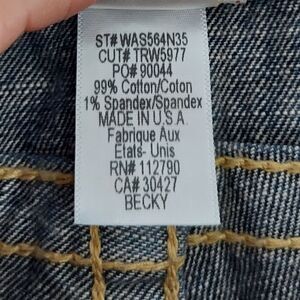 ST# WAS564N35
CUT# TRW5977
PO# 90044
99% Cotton/Coton
1% Spandex/Spandex
MADE IN U.S.A.
Fabrique Aux
Etats- Unis
RN# 112790
CA# 30427
BECKY